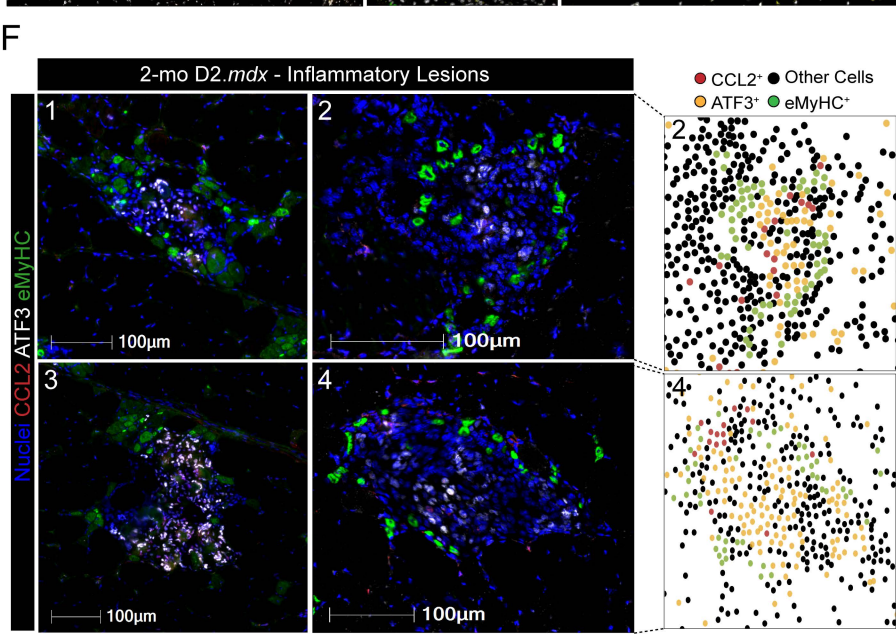 F
2-mo D2.mdx - Inflammatory Lesions
Nuclei CCL2 ATF3 eMyHC
1
100µm
2
100µm
3
100µm
4
100µm
CCL2⁺ Other Cells
ATF3⁺ eMyHC⁺
2
4